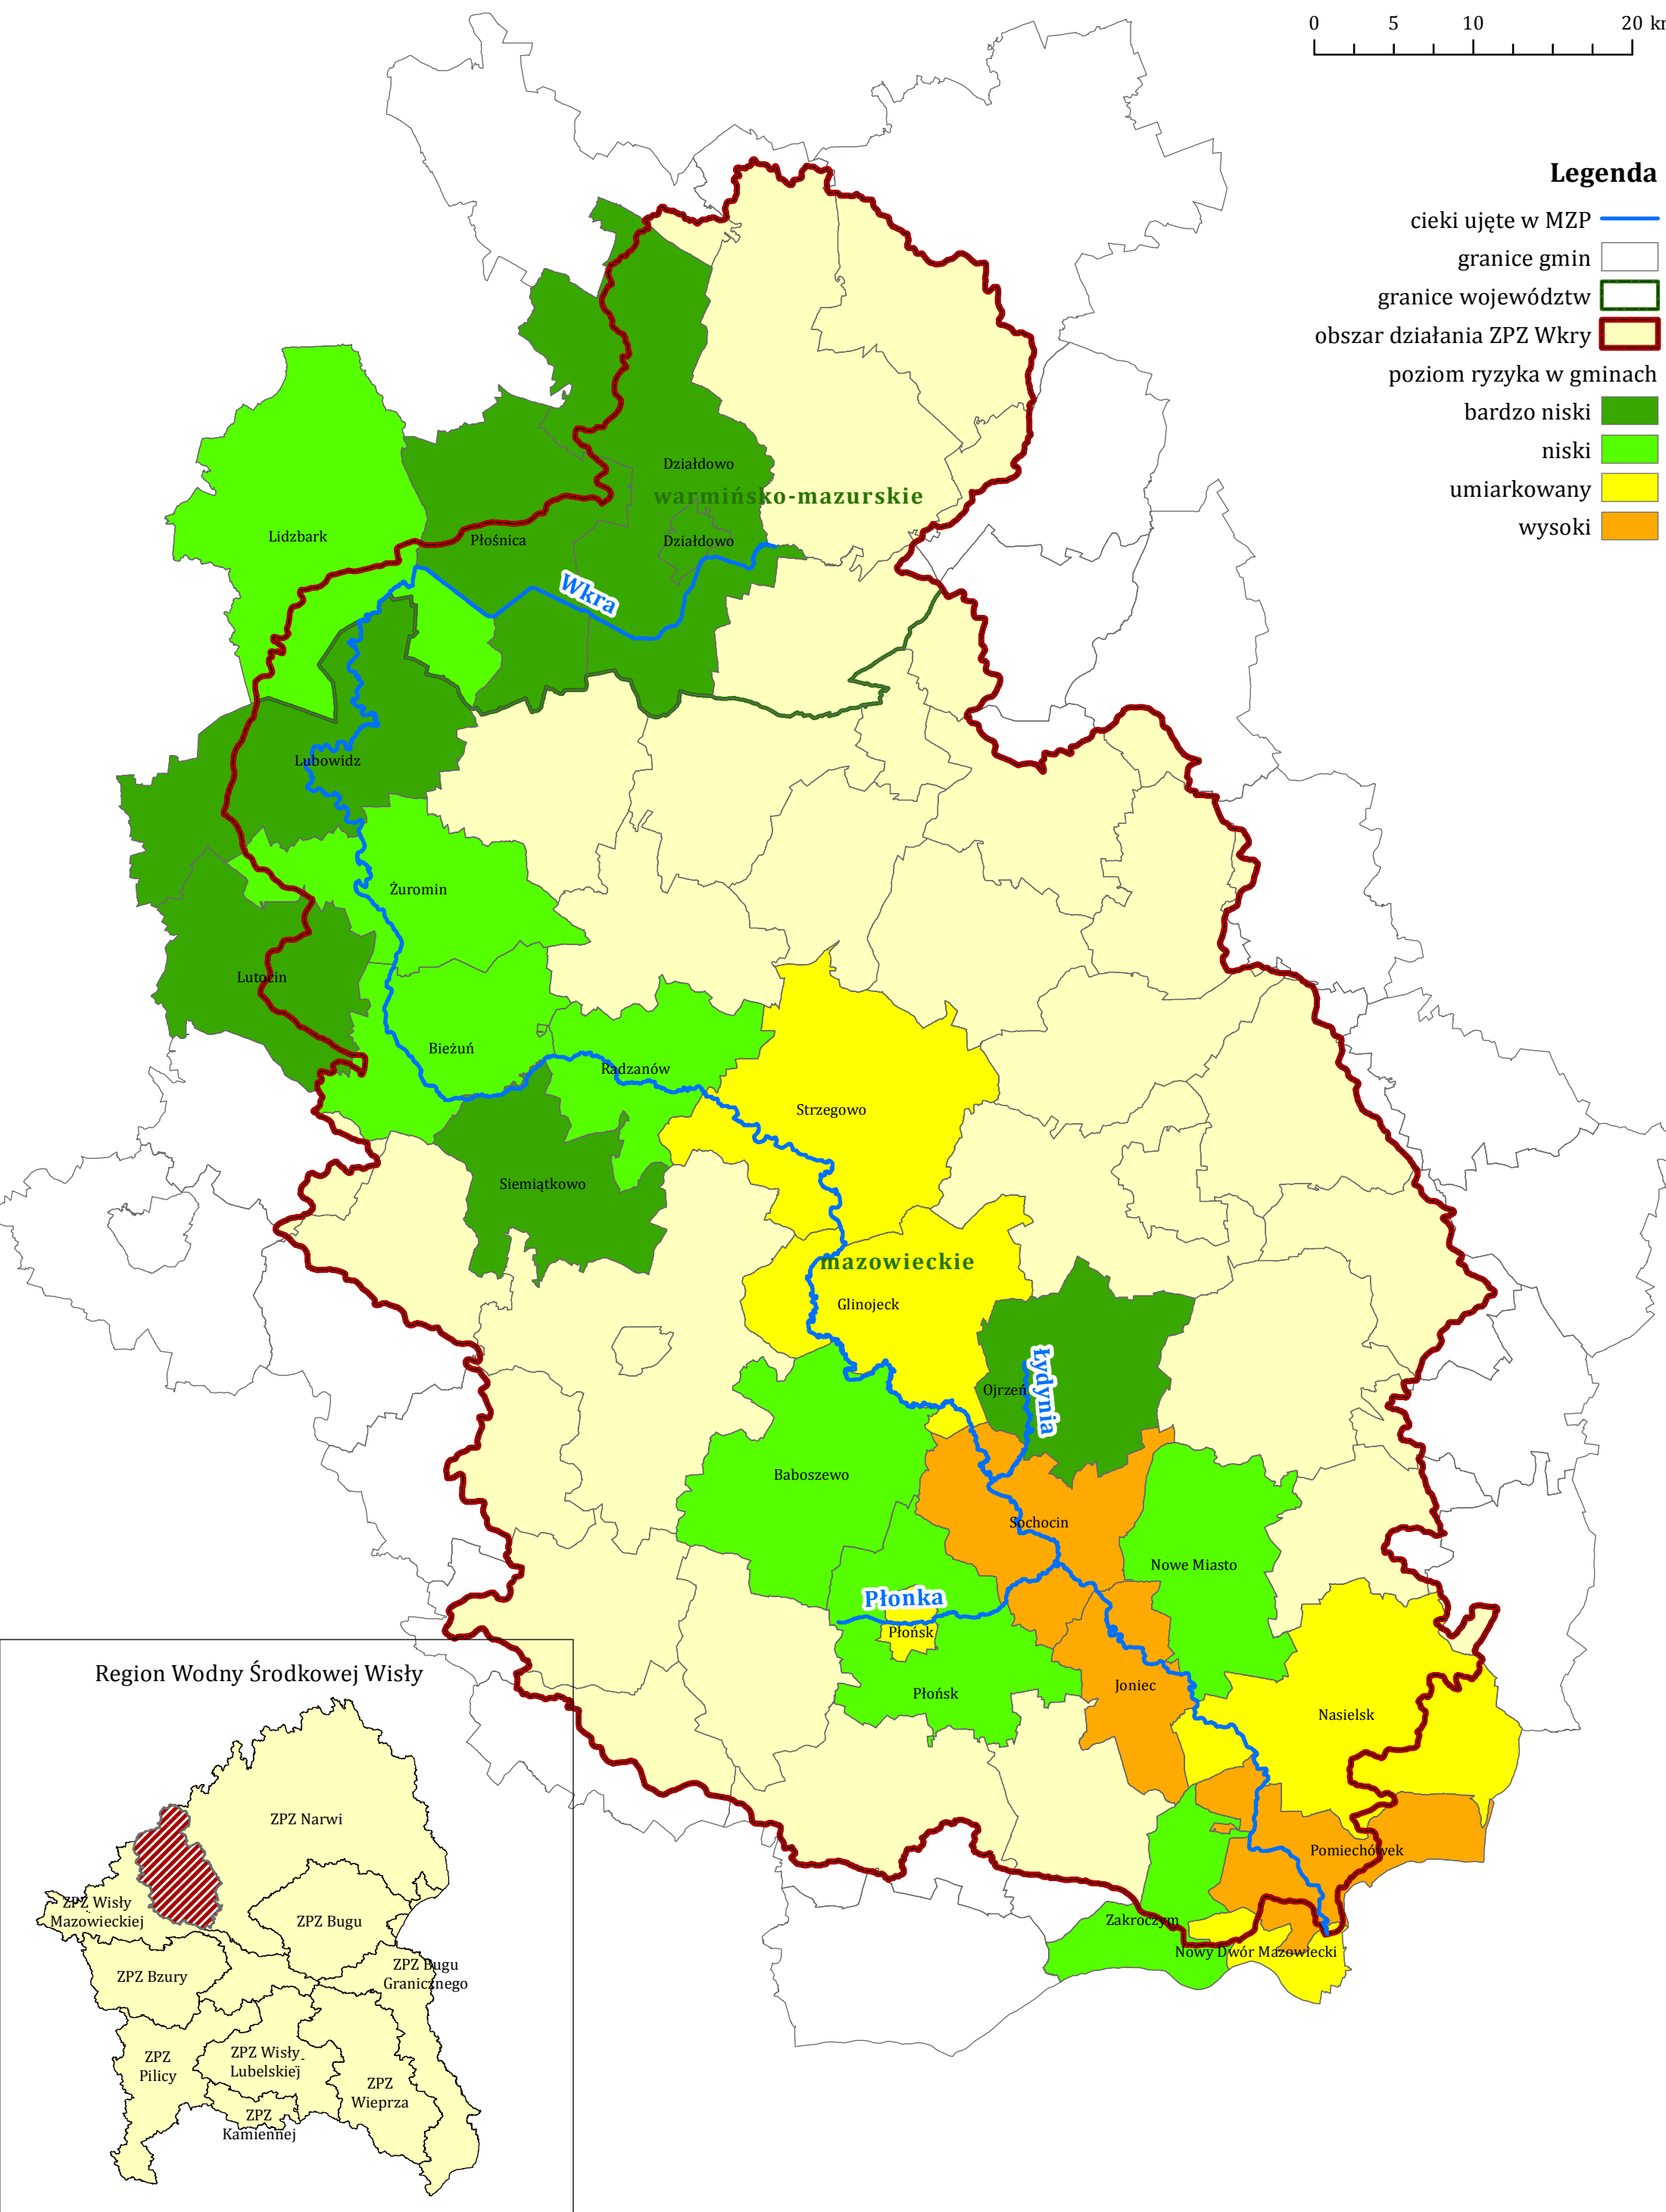 0 5 10 20 kr
Legenda
cieki ujęte w MZP
granice gmin
granice województw
obszar działania ZPZ Wkry
poziom ryzyka w gminach
bardzo niski
niski
umiarkowany
wysoki
Działdowo
warmińsko-mazurskie
Lidzbark
Płośnica
Działdowo
Wkra
Lubowidz
Żuromin
Lutocin
Bieżuń
Radzanów
Strzegowo
Siemiątkowo
mazowieckie
Glinojeck
Ojrzeń
Łydynia
Baboszewo
Sochocin
Nowe Miasto
Płonka
Płońsk
Joniec
Płońsk
Nasielsk
Pomiechówek
Zakroczym
Nowy Dwór Mazowiecki
Region Wodny Środkowej Wisły
ZPZ Narwi
ZPZ Wisły
Mazowieckiej
ZPZ Bugu
ZPZ Bzury
ZPZ Bugu
Granicznego
ZPZ
Pilicy
ZPZ Wisły
Lubelskiej
ZPZ
Wieprza
ZPZ
Kamiennej